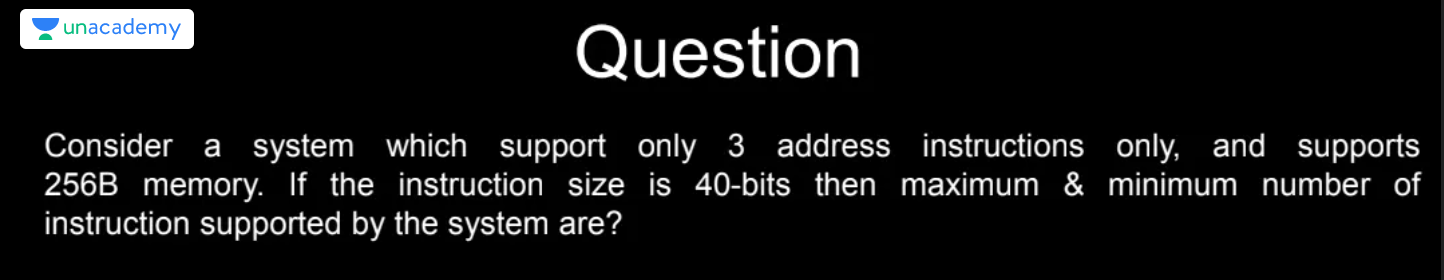 unacademy
Question
Consider a system which support only 3 address instructions only, and supports
256B memory. If the instruction size is 40-bits then maximum & minimum number of
instruction supported by the system are?